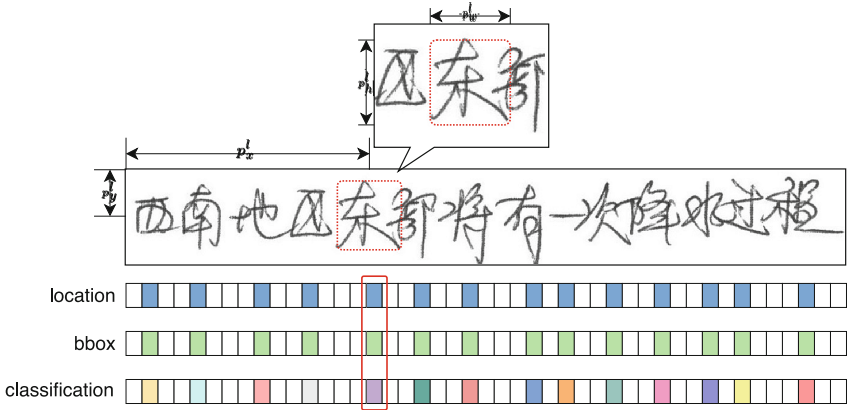 p_w^l
区东部
p_h^l
p_x^l
p_y^l
西南地区东部将有一次降水过程
location
bbox
classification